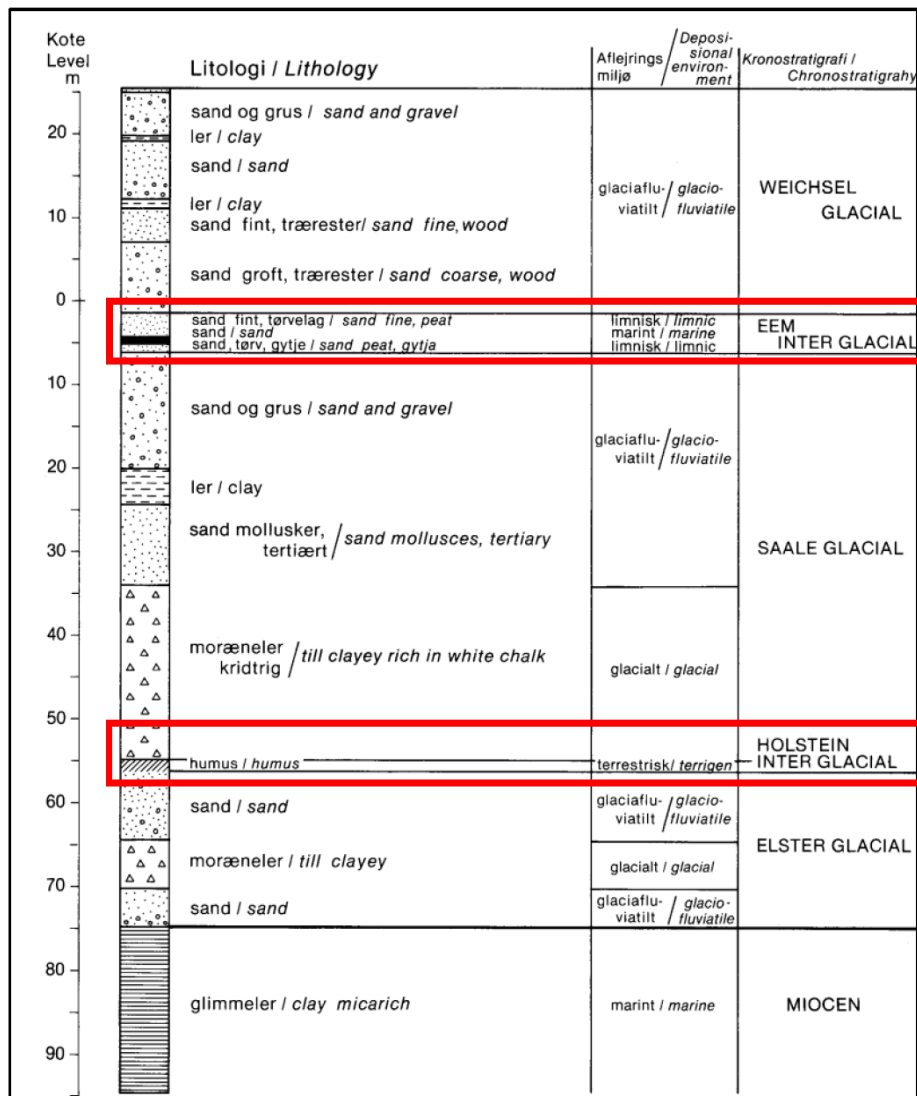 Kote
Level
m
Litologi / Lithology
Aflejrings / Deposi-
miljø sional
environ-
ment
Kronostratigrafi /
Chronostratigrahy
20
10
0
10
20
30
40
50
60
70
80
90
sand og grus / sand and gravel
ler / clay
sand / sand
ler / clay
sand fint, trærester/ sand fine, wood
sand groft, trærester / sand coarse, wood
glaciaflu- / glacio-
viatilt fluviatile
WEICHSEL
GLACIAL
sand fint, tørvelag / sand fine, peat
sand / sand
sand, tørv, gytje / sand peat, gytja
limnisk / limnic
marint / marine
limnisk / limnic
EEM
INTER GLACIAL
sand og grus / sand and gravel
ler / clay
sand mollusker, / sand mollusces, tertiary
tertiært
glaciaflu- / glacio-
viatilt fluviatile
moræneler / till clayey rich in white chalk
kridtrig
glacialt / glacial
SAALE GLACIAL
humus / humus
terrestrisk/ terrigen
HOLSTEIN
INTER GLACIAL
sand / sand
glaciaflu- / glacio-
viatilt fluviatile
moræneler / till clayey
glacialt / glacial
sand / sand
glaciaflu- / glacio-
viatilt fluviatile
ELSTER GLACIAL
glimmeler / clay micarich
marint / marine
MIOCEN